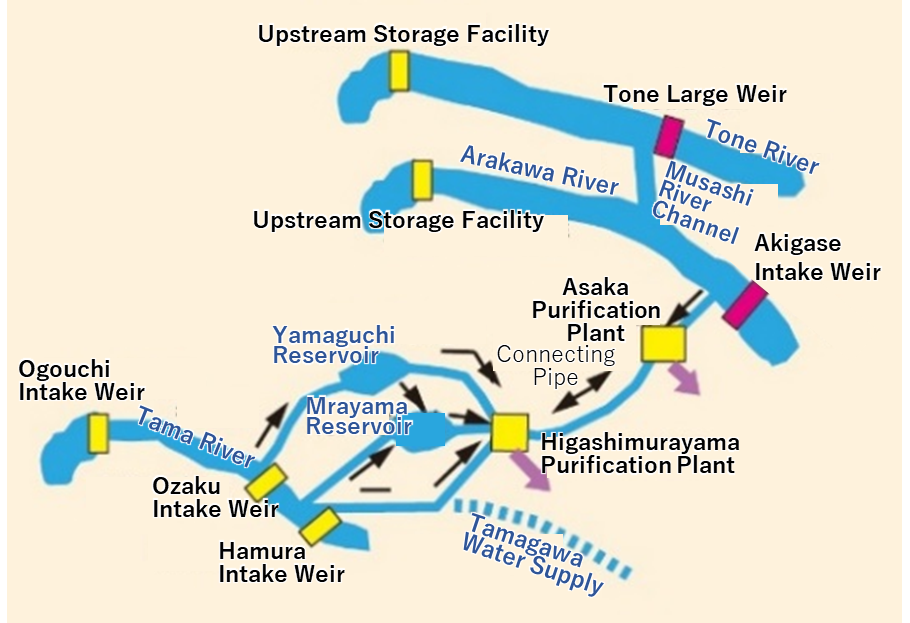 Upstream Storage Facility
Tone Large Weir
Tone River
Arakawa River
Musashi
River
Channel
Upstream Storage Facility
Akigase
Intake Weir
Asaka
Purification
Plant
Connecting
Pipe
Yamaguchi
Reservoir
Ogouchi
Intake Weir
Mrayama
Reservoir
Tama River
Higashimurayama
Purification Plant
Ozaku
Intake Weir
Hamura
Intake Weir
Tamagawa
Water Supply